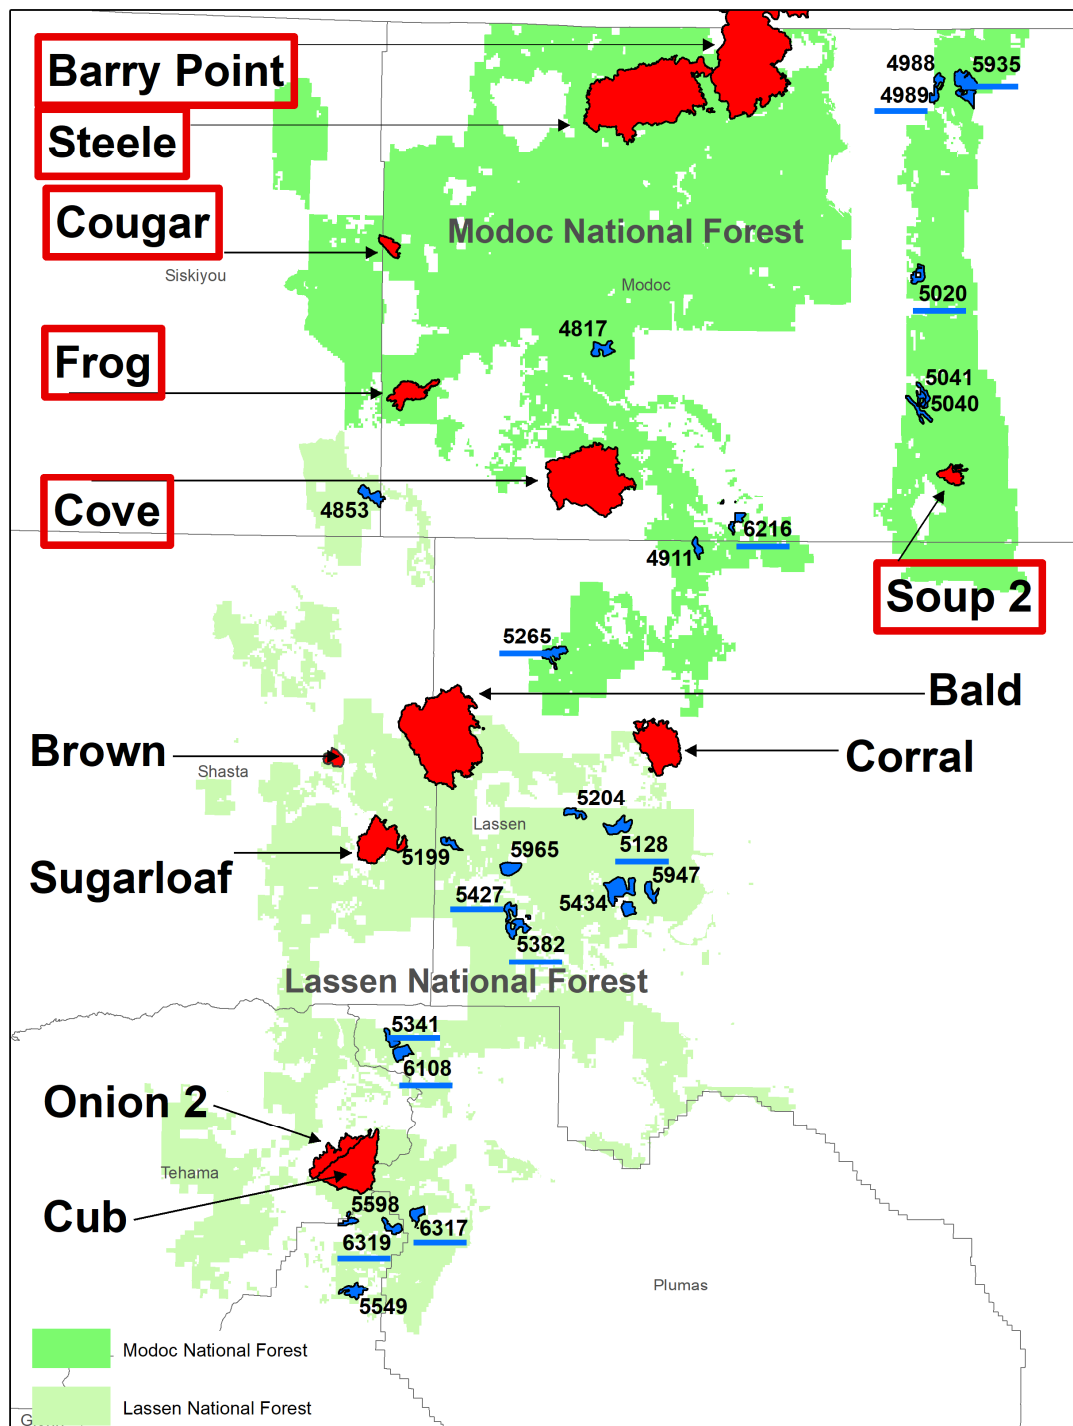 Barry Point
4988
5935
4989
Steele
Cougar
Modoc National Forest
Siskiyou
Modoc
5020
4817
Frog
5041
5040
Cove
4853
6216
4911
Soup 2
5265
Bald
Brown
Corral
Shasta
5204
Lassen
5128
5199
5965
Sugarloaf
5947
5427
5434
5382
Lassen National Forest
5341
6108
Onion 2
Tehama
Cub
5598
6317
6319
Plumas
5549
Modoc National Forest
Lassen National Forest